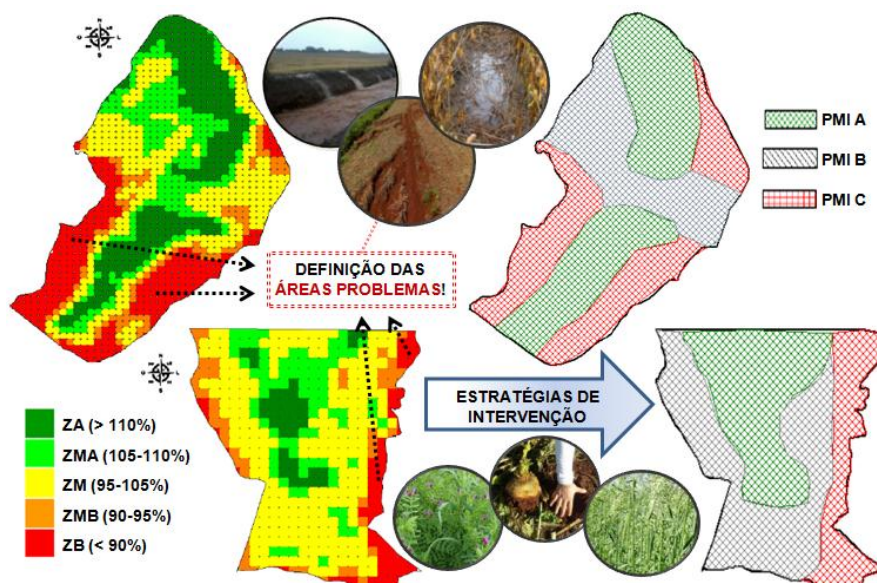 PMI A
PMI B
PMI C
DEFINIÇÃO DAS
ÁREAS PROBLEMAS!
ESTRATÉGIAS DE
INTERVENÇÃO
ZA (> 110%)
ZMA (105-110%)
ZM (95-105%)
ZMB (90-95%)
ZB (< 90%)